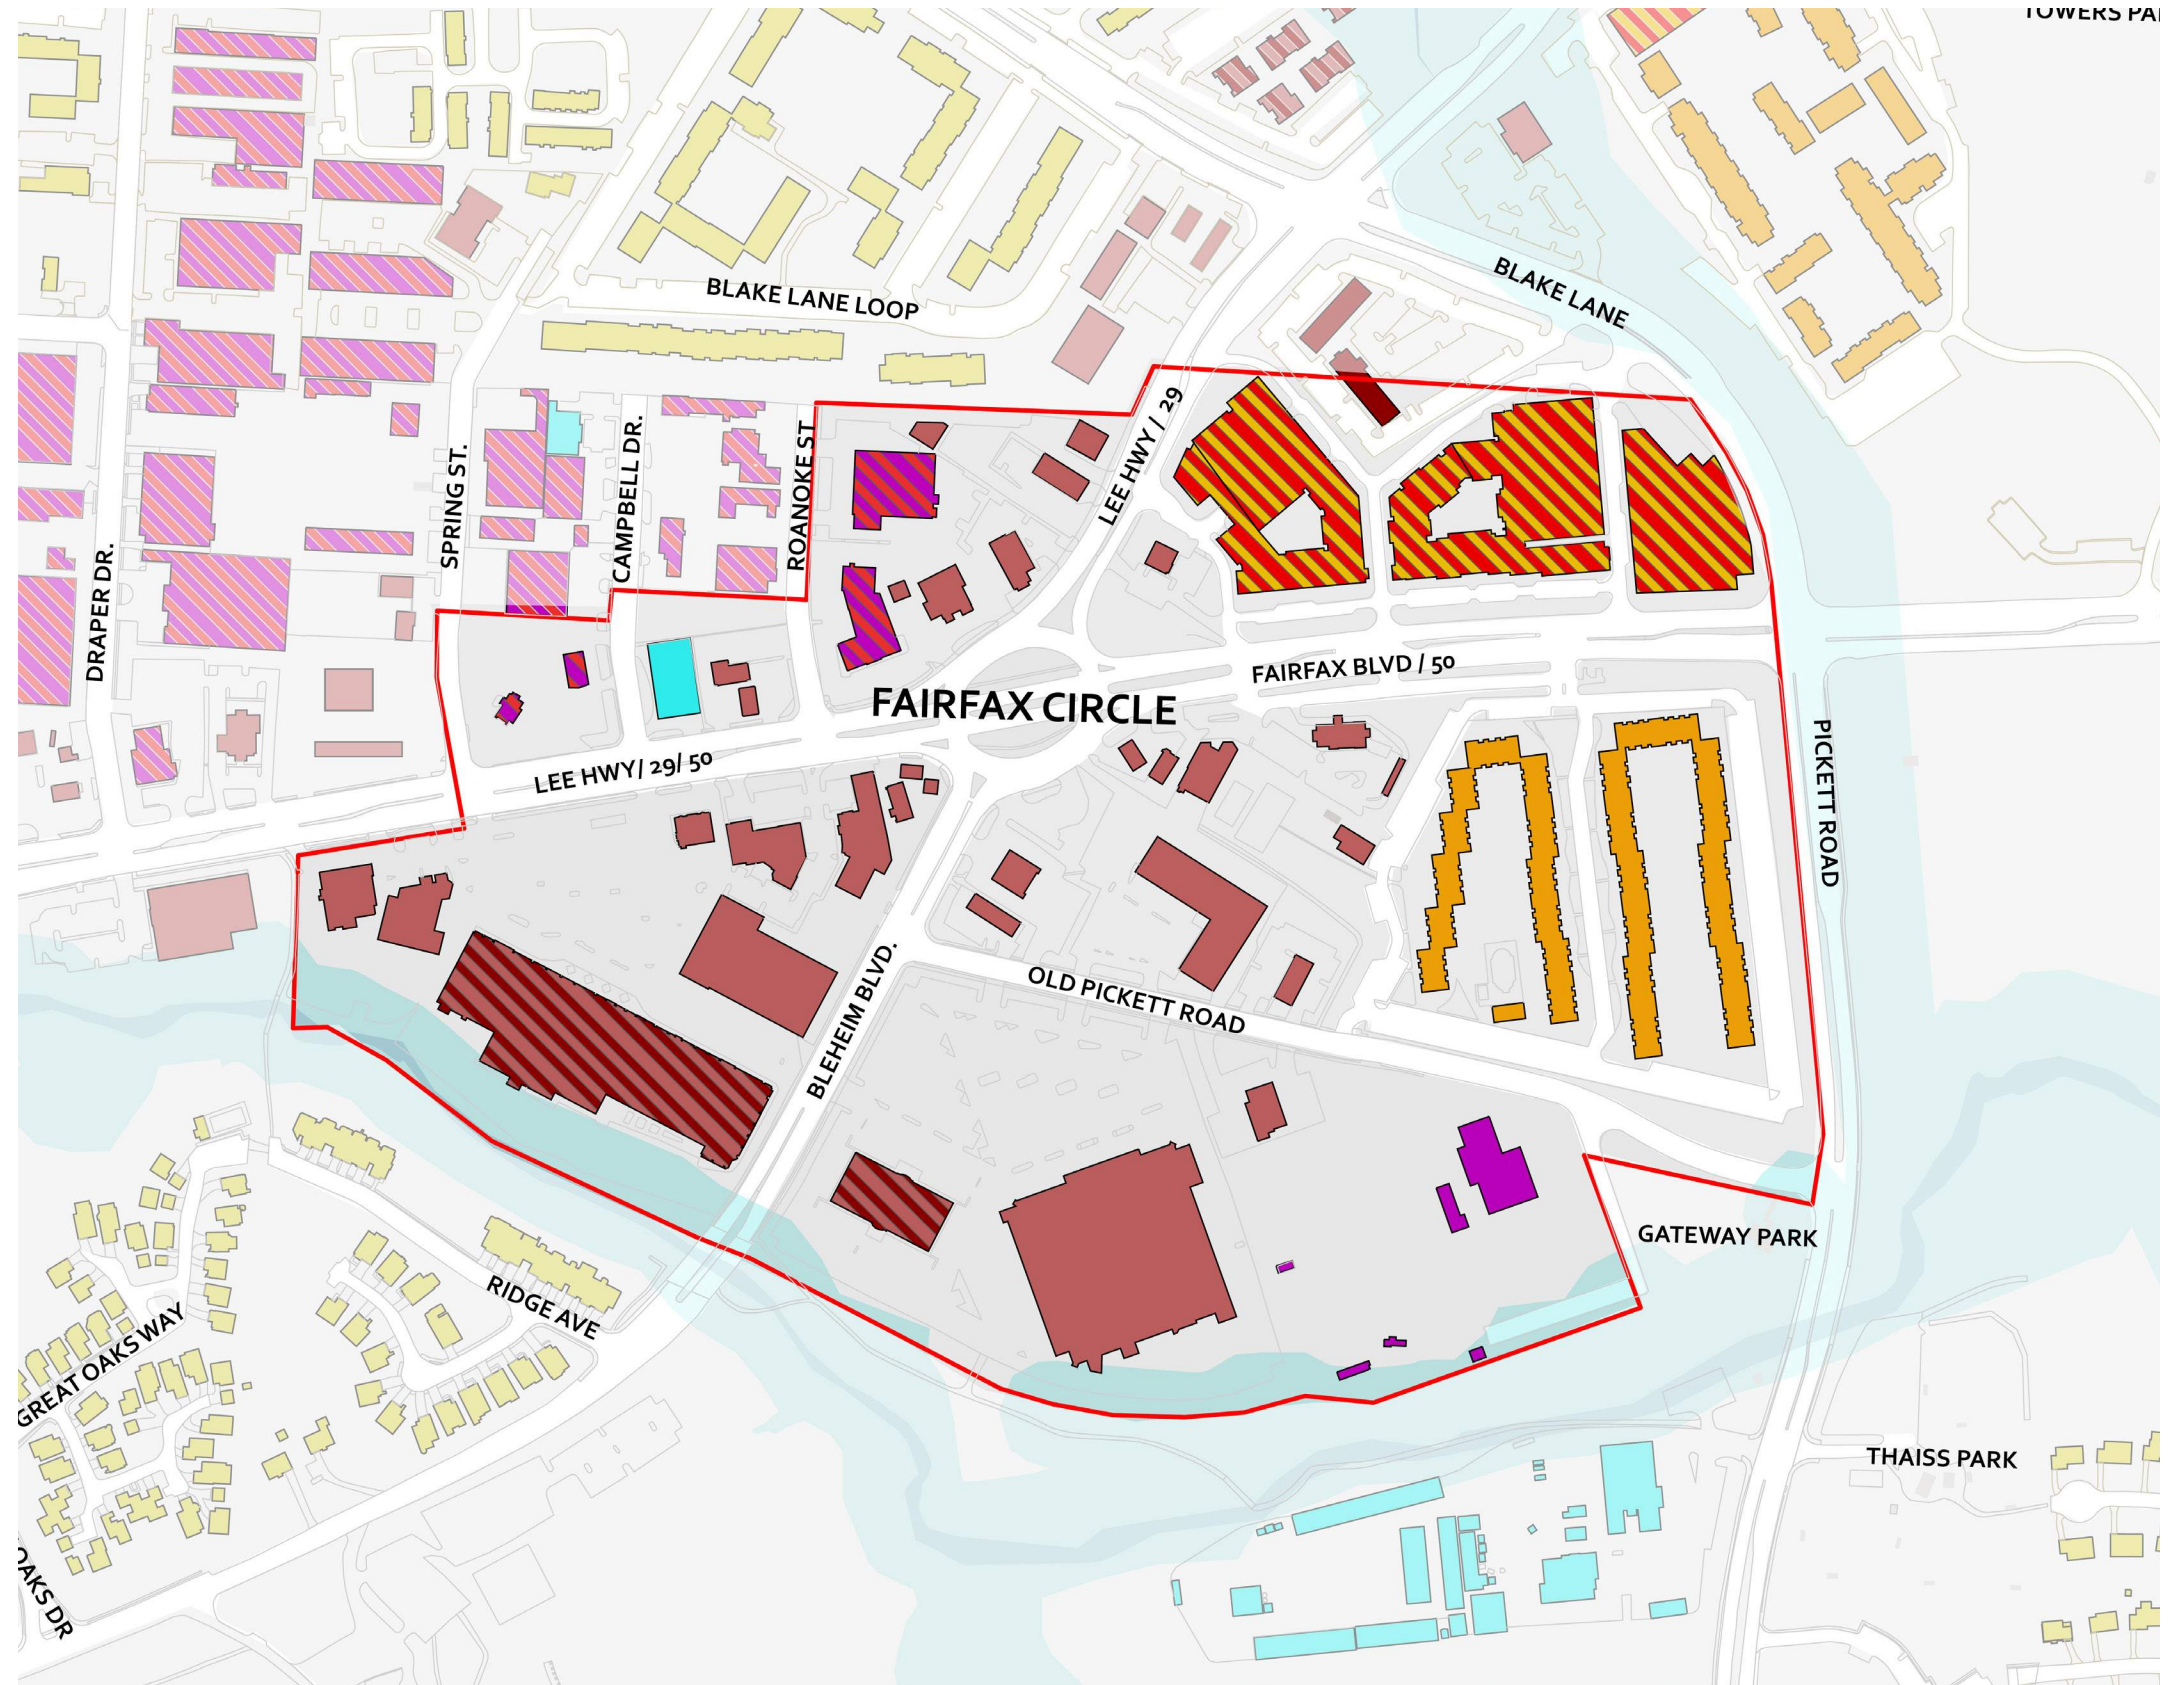 TOWERS PA
BLAKE LANE
BLAKE LANE LOOP
LEE HWY / 29
CAMPBELL DR.
ROANOKE ST
SPRING ST.
DRAPER DR.
FAIRFAX BLVD / 50
FAIRFAX CIRCLE
LEE HWY/ 29/ 50
PICKETT ROAD
OLD PICKETT ROAD
BLEHEIM BLVD.
GATEWAY PARK
RIDGE AVE
GREAT OAKS WAY
THAISS PARK
OAKS DR